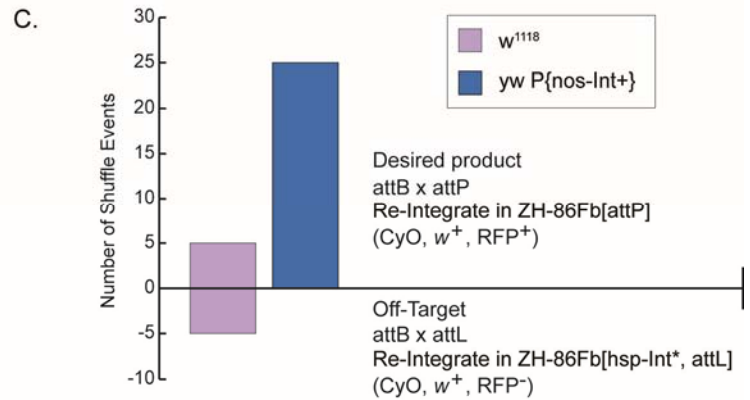 C.
Number of Shuffle Events
30
25
20
15
10
5
0
-5
-10
w¹¹¹⁸
yw P{nos-Int+}
Desired product
attB x attP
Re-Integrate in ZH-86Fb[attP]
(CyO, w⁺, RFP⁺)
Off-Target
attB x attL
Re-Integrate in ZH-86Fb[hsp-Int*, attL]
(CyO, w⁺, RFP⁻)